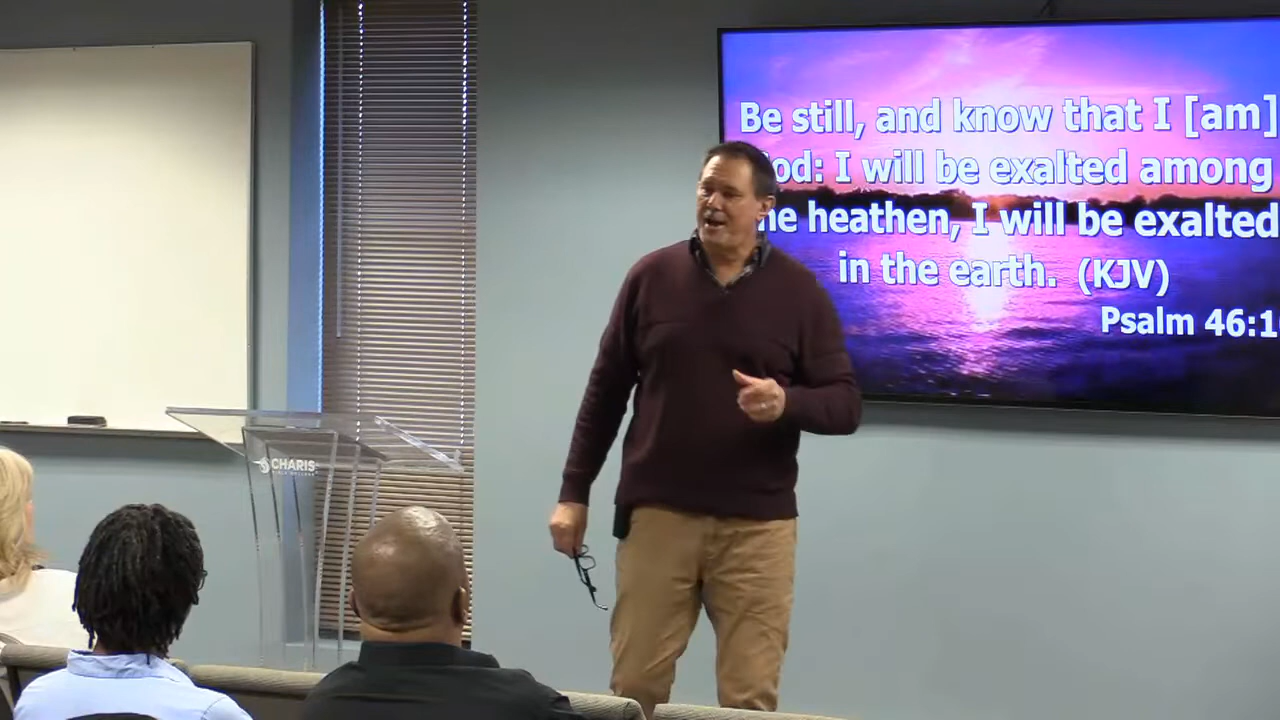 Be still, and know that I [am]
od: I will be exalted among
he heathen, I will be exalted
in the earth. (KJV)
Psalm 46:1
CHARIS